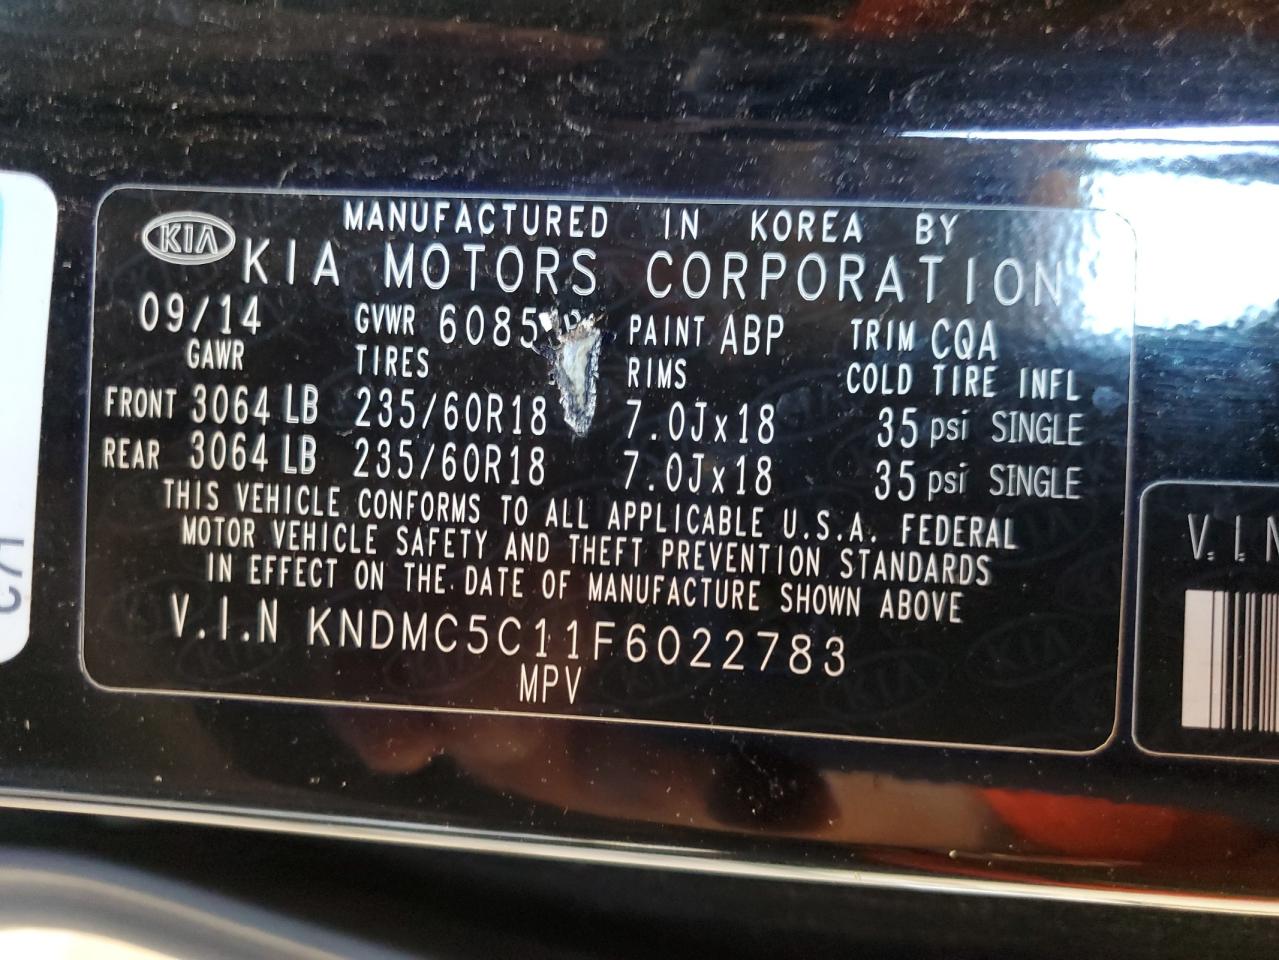 MANUFACTURED IN KOREA BY
KIA KIA MOTORS CORPORATION
09/14 GVWR 6085 PAINT ABP TRIM CQA
GAWR TIRES RIMS COLD TIRE INFL
FRONT 3064 LB 235/60R18 7.0Jx18 35 psi SINGLE
REAR 3064 LB 235/60R18 7.0Jx18 35 psi SINGLE
THIS VEHICLE CONFORMS TO ALL APPLICABLE U.S.A. FEDERAL
MOTOR VEHICLE SAFETY AND THEFT PREVENTION STANDARDS
IN EFFECT ON THE DATE OF MANUFACTURE SHOWN ABOVE
V.I.N KNDMC5C11F6022783
MPV
V.I.N